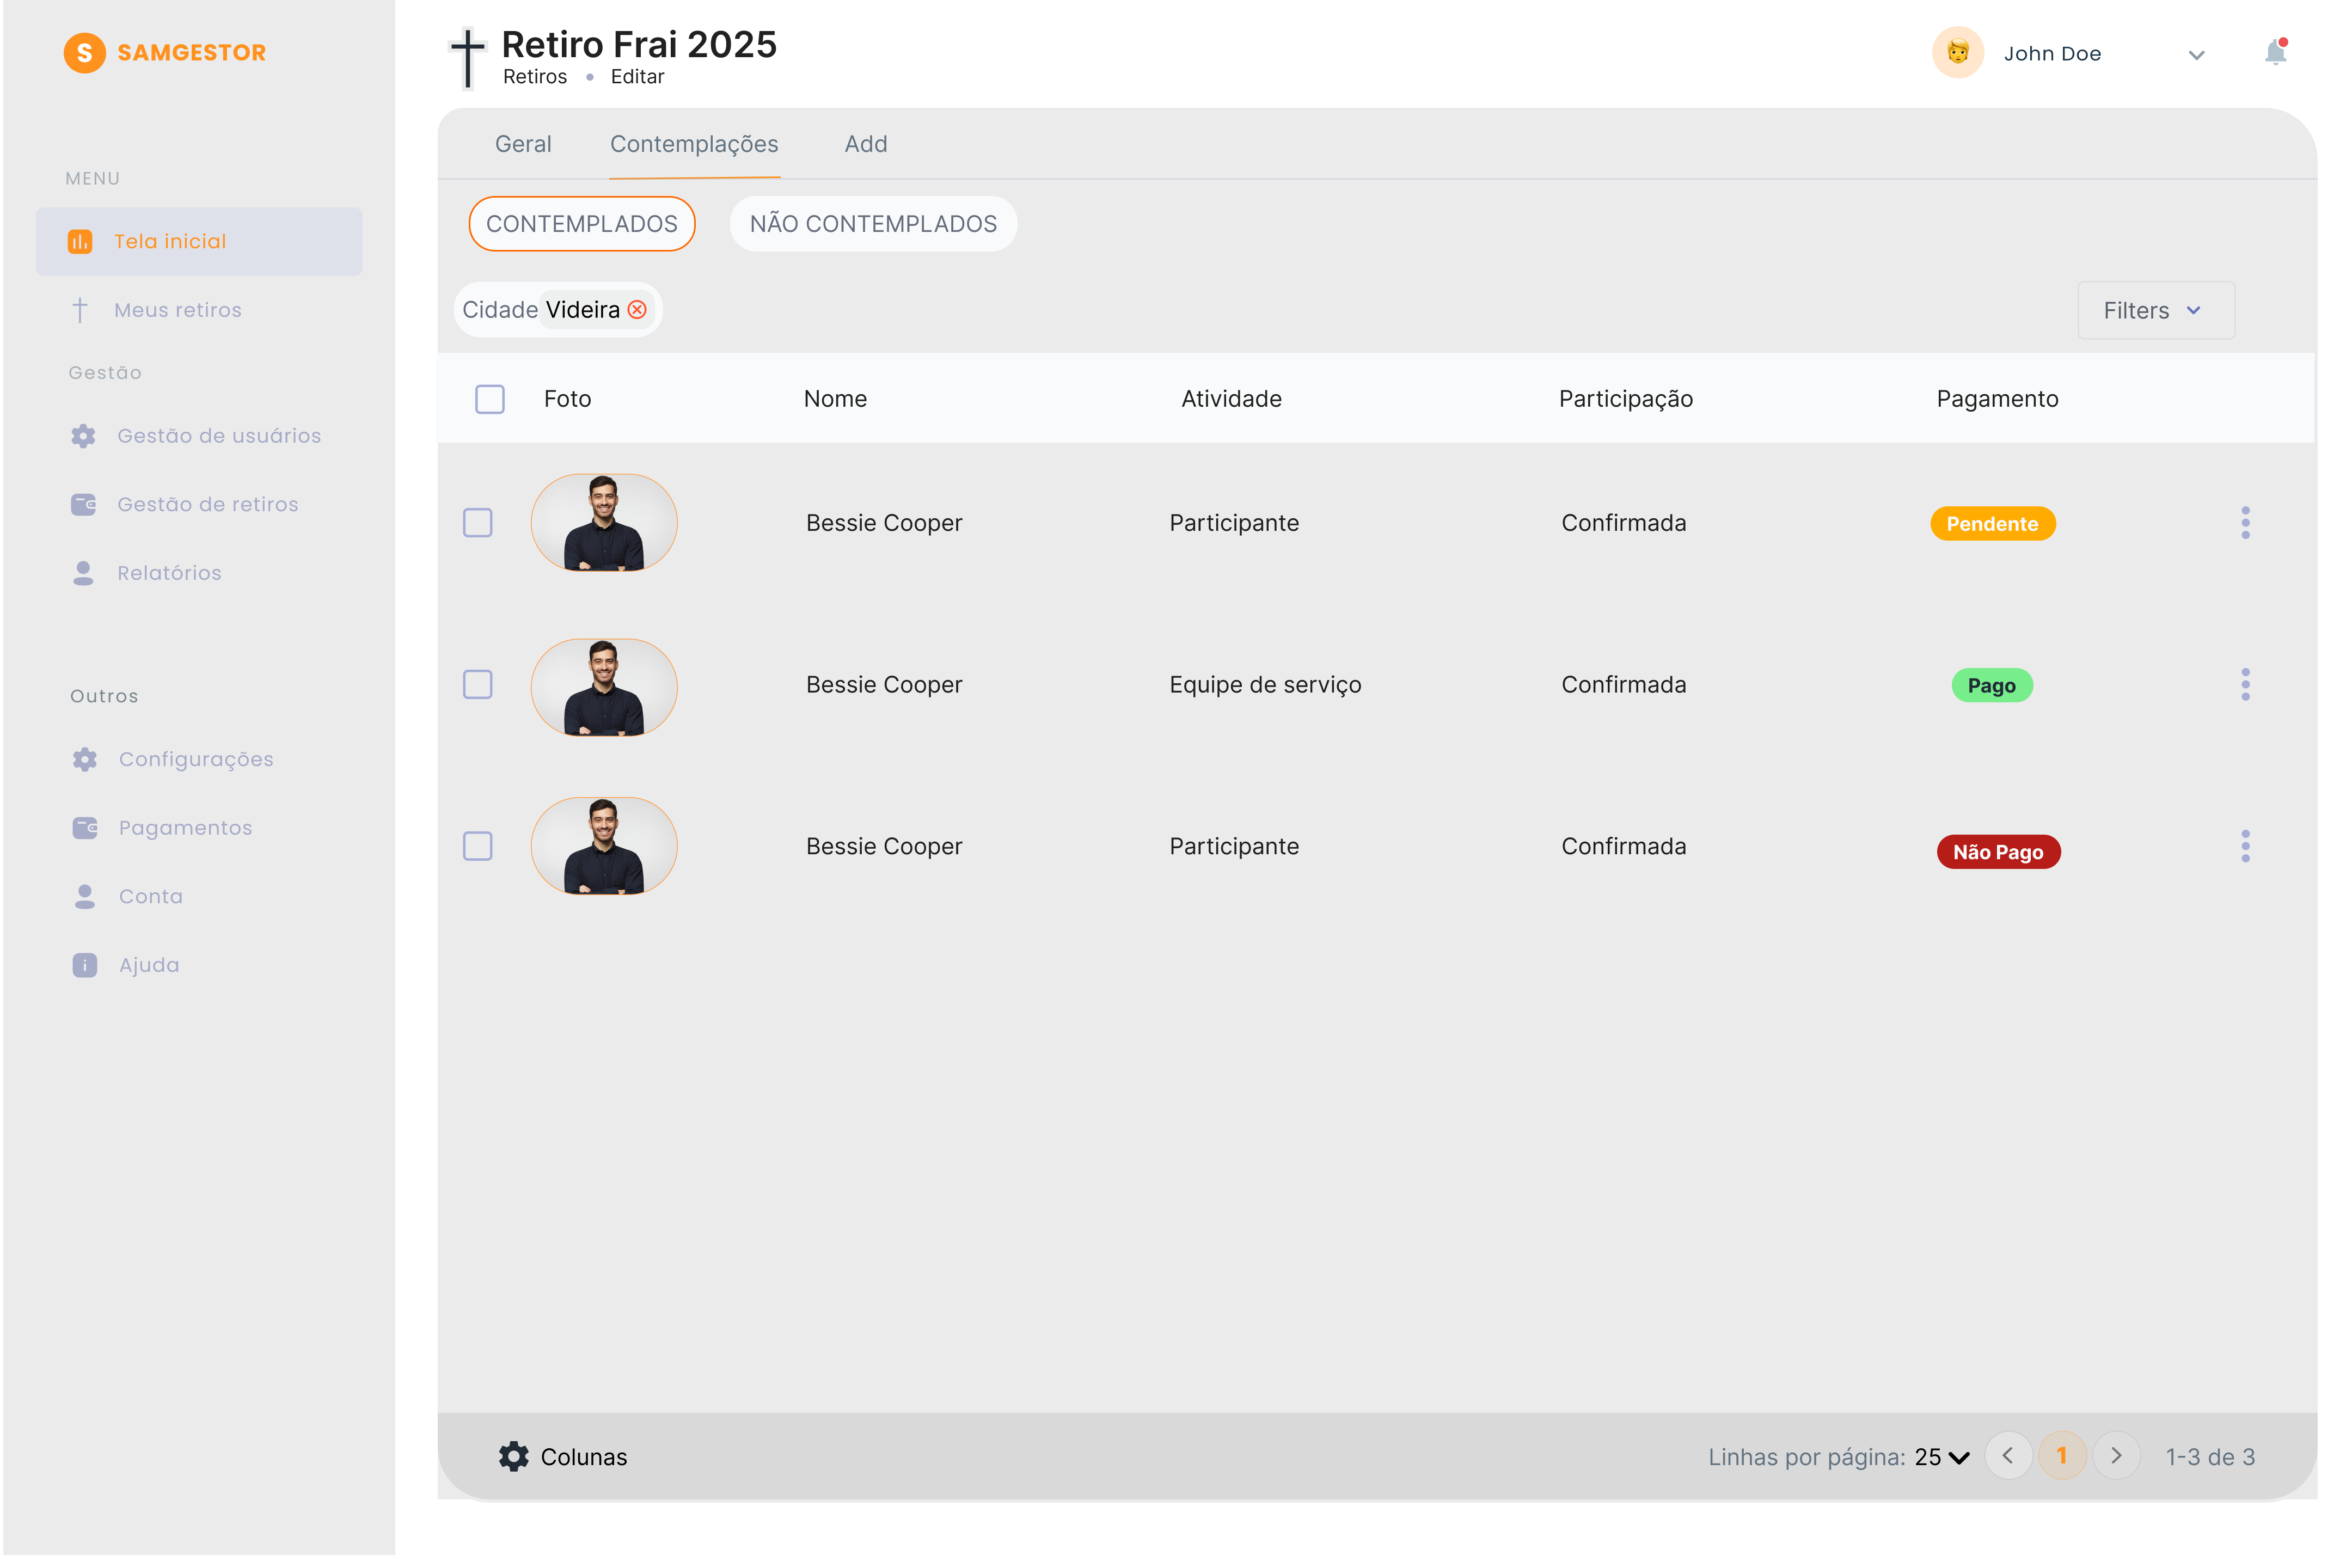 S SAMGESTOR
MENU
Tela inicial
Meus retiros
Gestão
Gestão de usuários
Gestão de retiros
Relatórios
Outros
Configurações
Pagamentos
Conta
Ajuda
Retiro Frai 2025
Retiros • Editar
John Doe
Geral Contemplações Add
CONTEMPLADOS NÃO CONTEMPLADOS
Cidade Videira
Filters
Foto Nome Atividade Participação Pagamento
Bessie Cooper Participante Confirmada Pendente
Bessie Cooper Equipe de serviço Confirmada Pago
Bessie Cooper Participante Confirmada Não Pago
Colunas
Linhas por página: 25 1 1-3 de 3